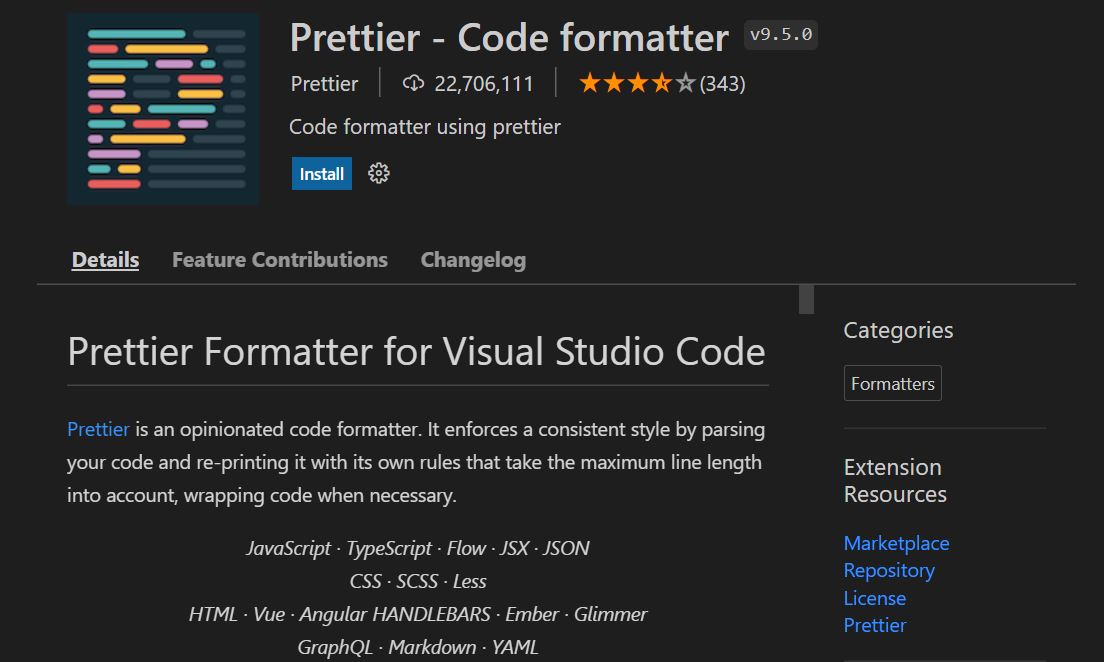 Prettier - Code formatter v9.5.0
Prettier 22,706,111 (343)
Code formatter using prettier
Install
Details Feature Contributions Changelog
Prettier Formatter for Visual Studio Code
Prettier is an opinionated code formatter. It enforces a consistent style by parsing
your code and re-printing it with its own rules that take the maximum line length
into account, wrapping code when necessary.
JavaScript · TypeScript · Flow · JSX · JSON
CSS · SCSS · Less
HTML · Vue · Angular HANDLEBARS · Ember · Glimmer
GraphQL · Markdown · YAML
Categories
Formatters
Extension
Resources
Marketplace
Repository
License
Prettier